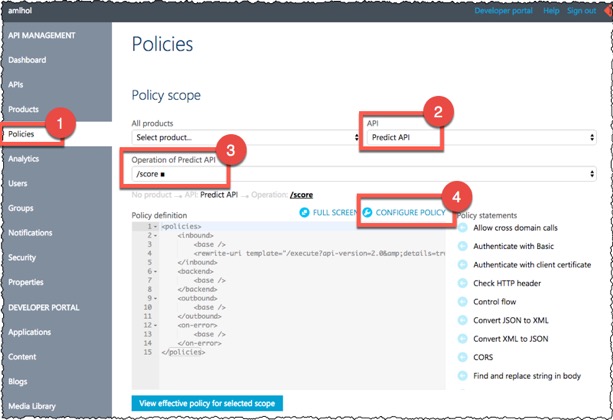 amlhol
Developer portal Help Sign out
API MANAGEMENT
Dashboard
APIs
Products
Policies
Analytics
Users
Groups
Notifications
Security
Properties
DEVELOPER PORTAL
Applications
Content
Blogs
Media Library
1
Policies
Policy scope
All products
Select product...
API
Predict API
2
Operation of Predict API
/score ■
3
No product → API: Predict API → Operation: /score
4
Policy definition
FULL SCREEN
CONFIGURE POLICY
1 <policies>
2 <inbound>
3 <base />
4 <rewrite-uri template="/execute?api-version=2.0&amp;details=tru
5 </inbound>
6 <backend>
7 <base />
8 </backend>
9 <outbound>
10 <base />
11 </outbound>
12 <on-error>
13 <base />
14 </on-error>
15 </policies>
View effective policy for selected scope
Policy statements
Allow cross domain calls
Authenticate with Basic
Authenticate with client certificate
Check HTTP header
Control flow
Convert JSON to XML
Convert XML to JSON
CORS
Find and replace string in body